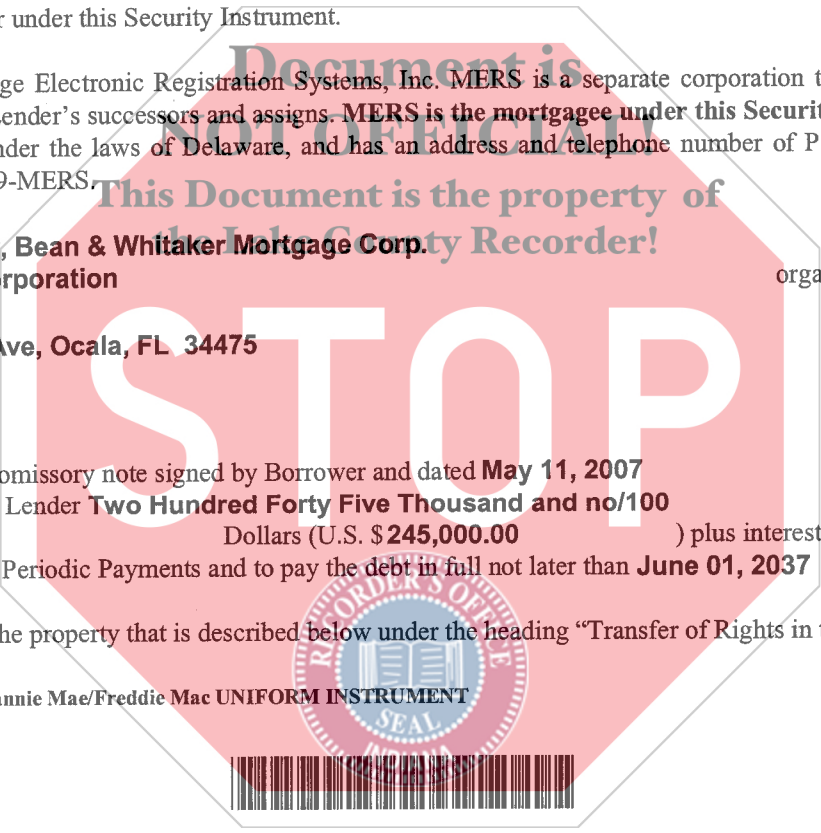 r under this Security Instrument.
Document is
ge Electronic Registration Systems, Inc. MERS is a separate corporation t
Lender's successors and assigns. MERS is the mortgagee under this Securit
NOT OFFICIAL!
nder the laws of Delaware, and has an address and telephone number of P
9-MERS.
This Document is the property of
the Lake County Recorder!
, Bean & Whitaker Mortgage Corp.
rporation
orga
Ave, Ocala, FL 34475
STOP
omissory note signed by Borrower and dated May 11, 2007
Lender Two Hundred Forty Five Thousand and no/100
Dollars (U.S. $245,000.00 ) plus interest
Periodic Payments and to pay the debt in full not later than June 01, 2037
he property that is described below under the heading “Transfer of Rights in t
annie Mae/Freddie Mac UNIFORM INSTRUMENT
RECORDER'S OFFICE
SEAL
INDIANA